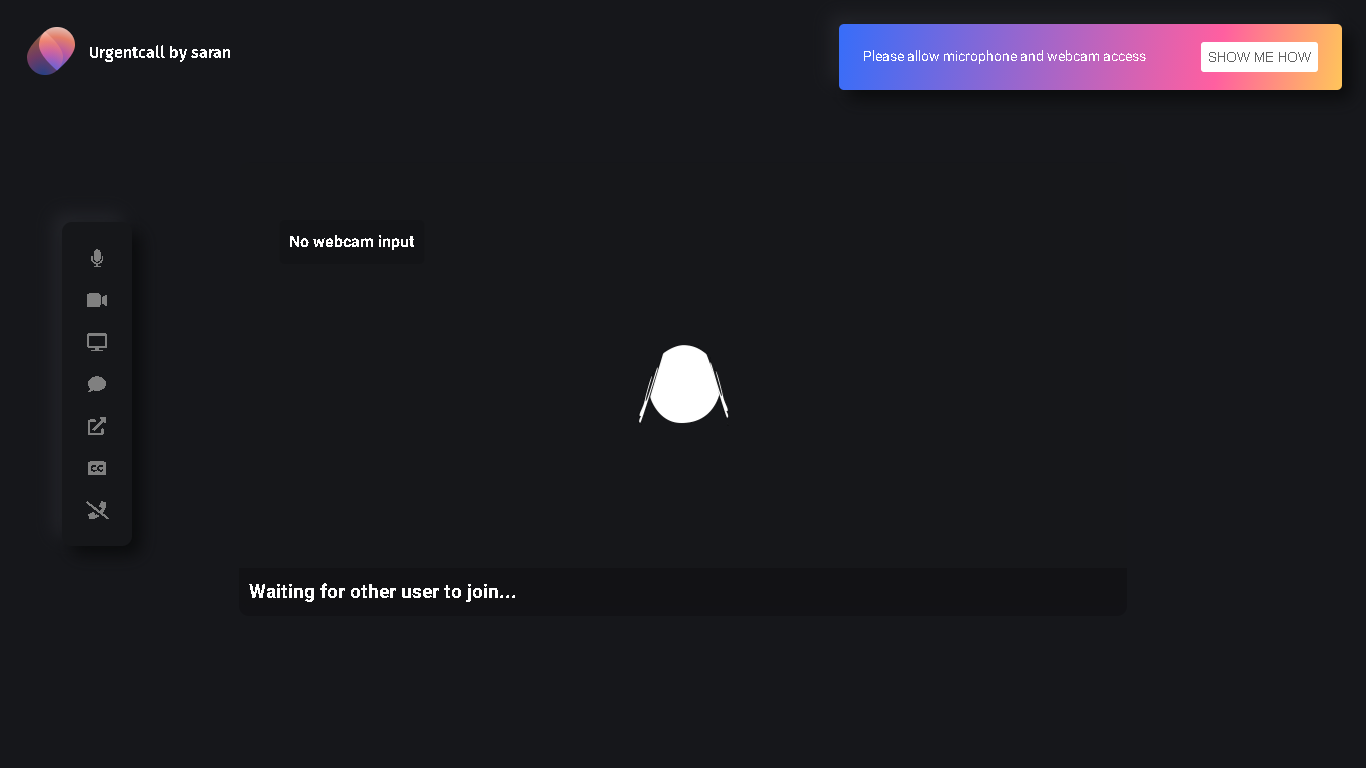 Urgentcall by saran
Please allow microphone and webcam access
SHOW ME HOW
No webcam input
CC
Waiting for other user to join...